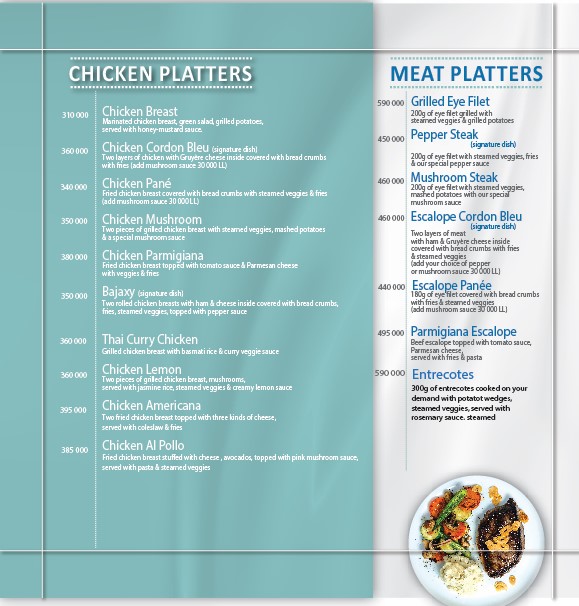 CHICKEN PLATTERS
310 000 Chicken Breast
Marinated chicken breast, green salad, grilled potatoes,
served with honey-mustard sauce.
360 000 Chicken Cordon Bleu (signature dish)
Two layers of chicken with Gruyère cheese inside covered with bread crumbs
with fries (add mushroom sauce 30 000 LL)
340 000 Chicken Pané
Fried chicken breast covered with bread crumbs with steamed veggies & fries
(add mushroom sauce 30 000 LL)
350 000 Chicken Mushroom
Two pieces of grilled chicken breast with steamed veggies, mashed potatoes
& a special mushroom sauce
380 000 Chicken Parmigiana
Fried chicken breast topped with tomato sauce & Parmesan cheese
with veggies & fries
350 000 Bajaxy (signature dish)
Two rolled chicken breasts with ham & cheese inside covered with bread crumbs,
fries, steamed veggies, topped with pepper sauce
360 000 Thai Curry Chicken
Grilled chicken breast with basmati rice & curry veggie sauce
360 000 Chicken Lemon
Two pieces of grilled chicken breast, mushrooms,
served with jasmine rice, steamed veggies & creamy lemon sauce
395 000 Chicken Americana
Two fried chicken breast topped with three kinds of cheese,
served with coleslaw & fries
385 000 Chicken Al Pollo
Fried chicken breast stuffed with cheese , avocados, topped with pink mushroom sauce,
served with pasta & steamed veggies
MEAT PLATTERS
590 000 Grilled Eye Filet
200g of eye filet grilled with
steamed veggies & grilled potatoes
450 000 Pepper Steak
(signature dish)
200g of eye filet with steamed veggies, fries
& our special pepper sauce
460 000 Mushroom Steak
200g of eye filet with steamed veggies,
mashed potatoes with our special
mushroom sauce
460 000 Escalope Cordon Bleu
(signature dish)
Two layers of meat
with ham & Gruyère cheese inside
covered with bread crumbs with fries
& steamed veggies
(add your choice of pepper
or mushroom sauce 30 000 LL)
440 000 Escalope Panée
180g of eye filet covered with bread crumbs
with fries & steamed veggies
(add mushroom sauce 30 000 LL)
495 000 Parmigiana Escalope
Beef escalope topped with tomato sauce,
Parmesan cheese,
served with fries & pasta
590 000 Entrecotes
300g of entrecotes cooked on your
demand with potatot wedges,
steamed veggies, served with
rosemary sauce. steamed